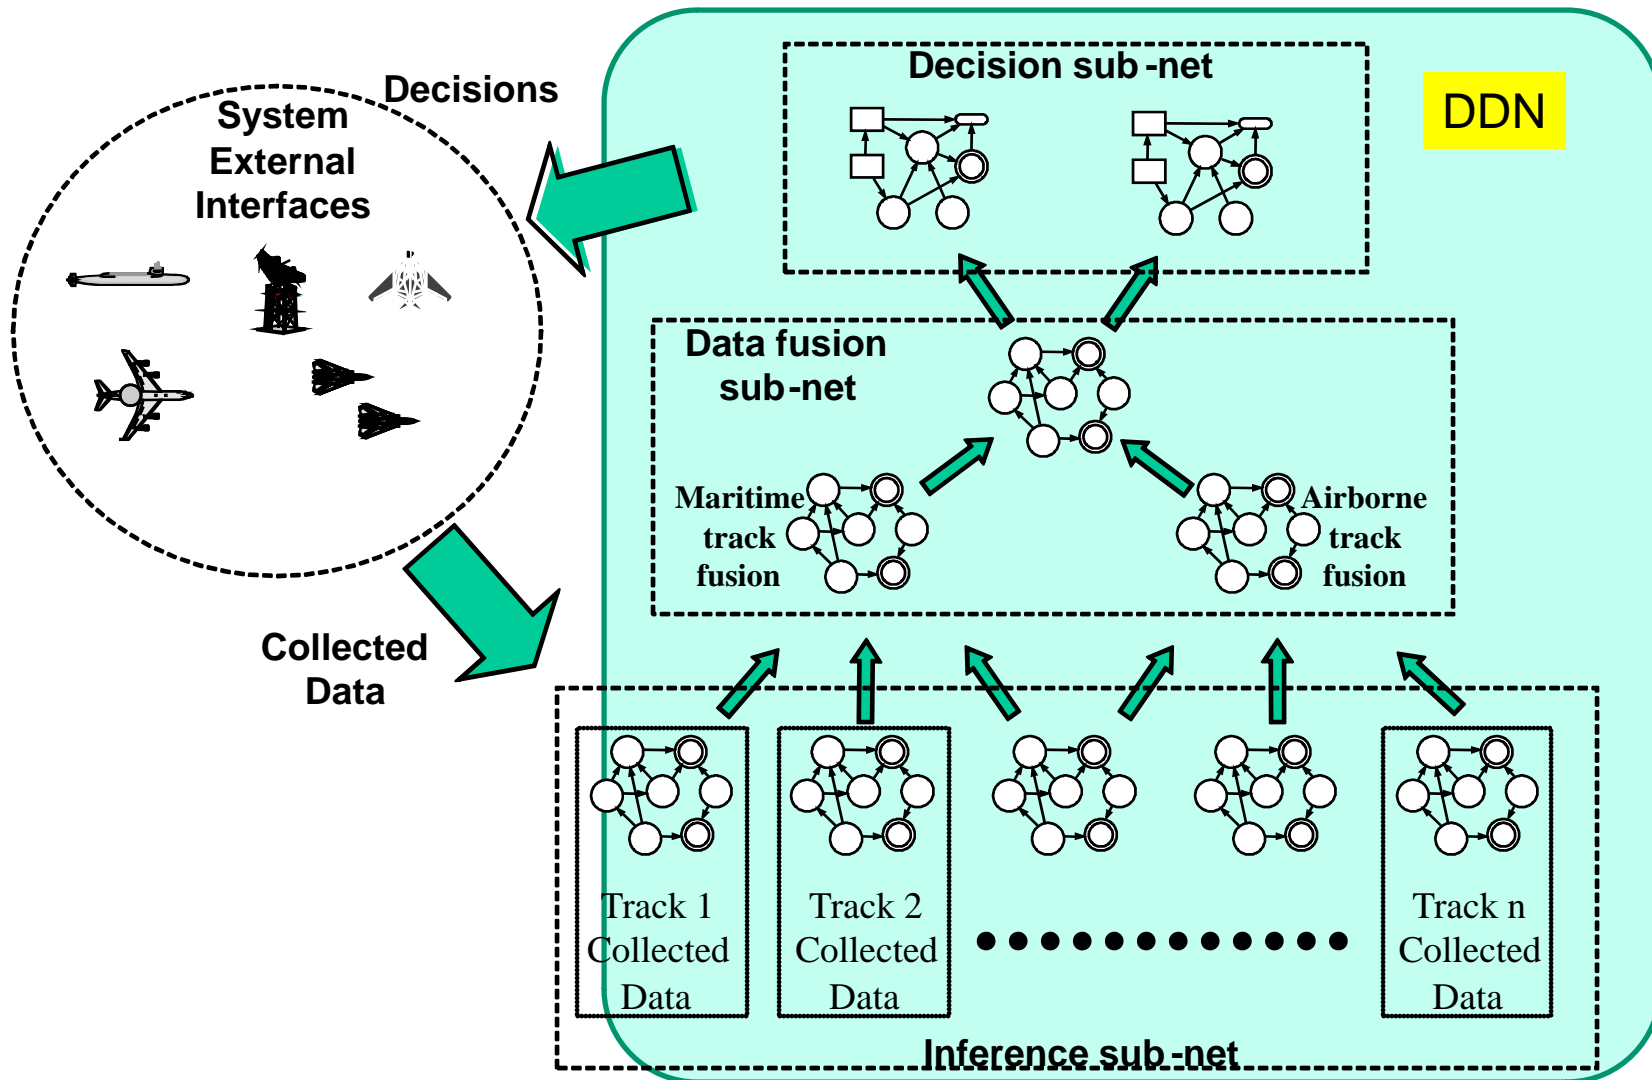 Decision sub-net
DDN
Decisions
System
External
Interfaces
Data fusion
sub-net
Maritime
track
fusion
Airborne
track
fusion
Collected
Data
Track 1
Collected
Data
Track 2
Collected
Data
Track n
Collected
Data
Inference sub-net